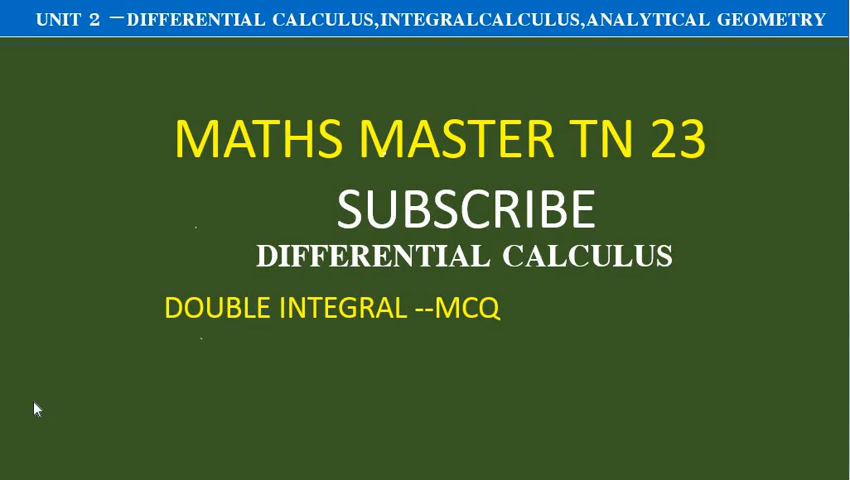 UNIT 2 －DIFFERENTIAL CALCULUS,INTEGRALCALCULUS,ANALYTICAL GEOMETRY
MATHS MASTER TN 23
SUBSCRIBE
DIFFERENTIAL CALCULUS
DOUBLE INTEGRAL --MCQ